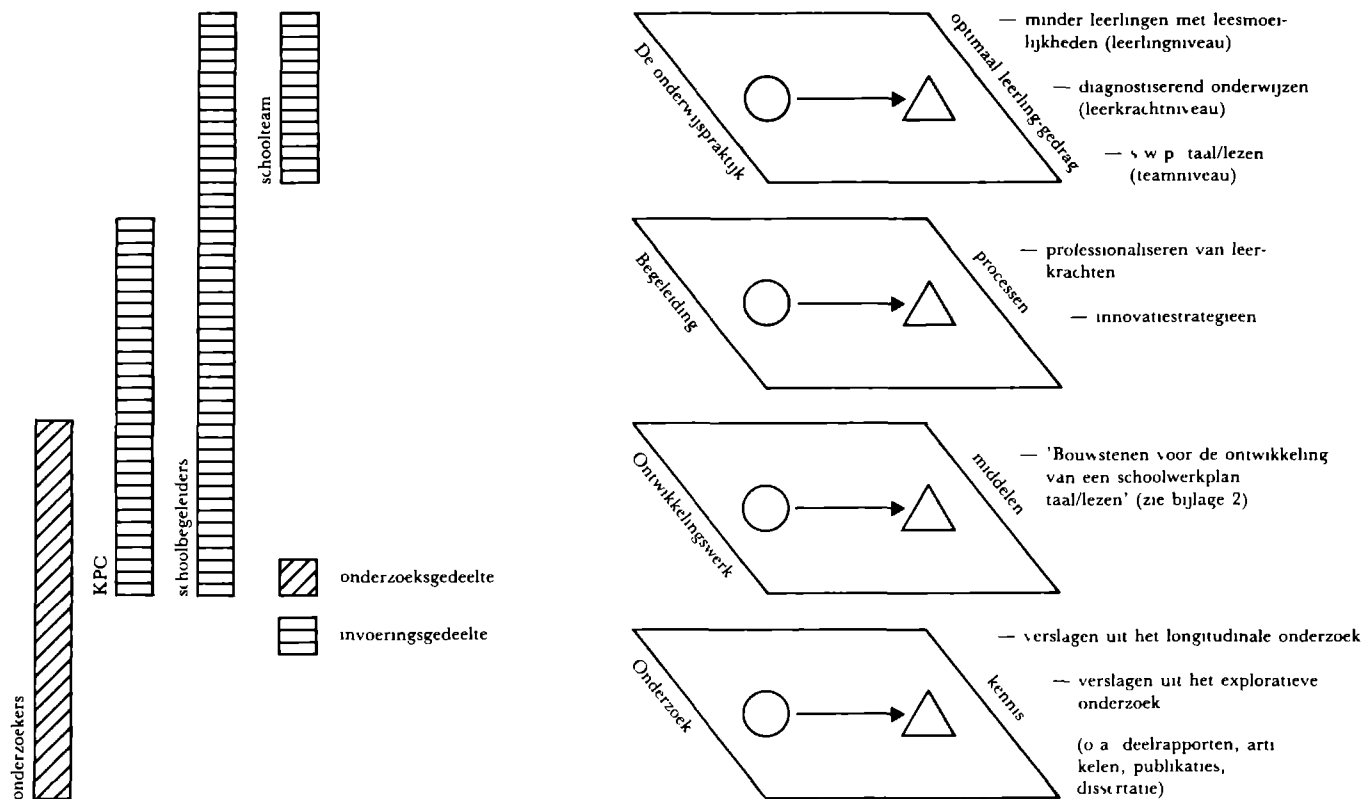 onderzoekers
KPC
schoolbegeleiders
schoolteam
onderzoeksgedeelte
invoeringsgedeelte
De onderwijspraktijk
optimaal leerling-gedrag
— minder leerlingen met leesmoei-
lijkheden (leerlingniveau)
— diagnostiserend onderwijzen
(leerkrachtniveau)
— s w p taal/lezen
(teamniveau)
Begeleiding
processen
— professionaliseren van leer-
krachten
— innovatiestrategieen
Ontwikkelingswerk
middelen
— 'Bouwstenen voor de ontwikkeling
van een schoolwerkplan
taal/lezen' (zie bijlage 2)
Onderzoek
kennis
— verslagen uit het longitudinale onderzoek
— verslagen uit het exploratieve
onderzoek
(o a deelrapporten, arti
kelen, publikaties,
dissertatie)